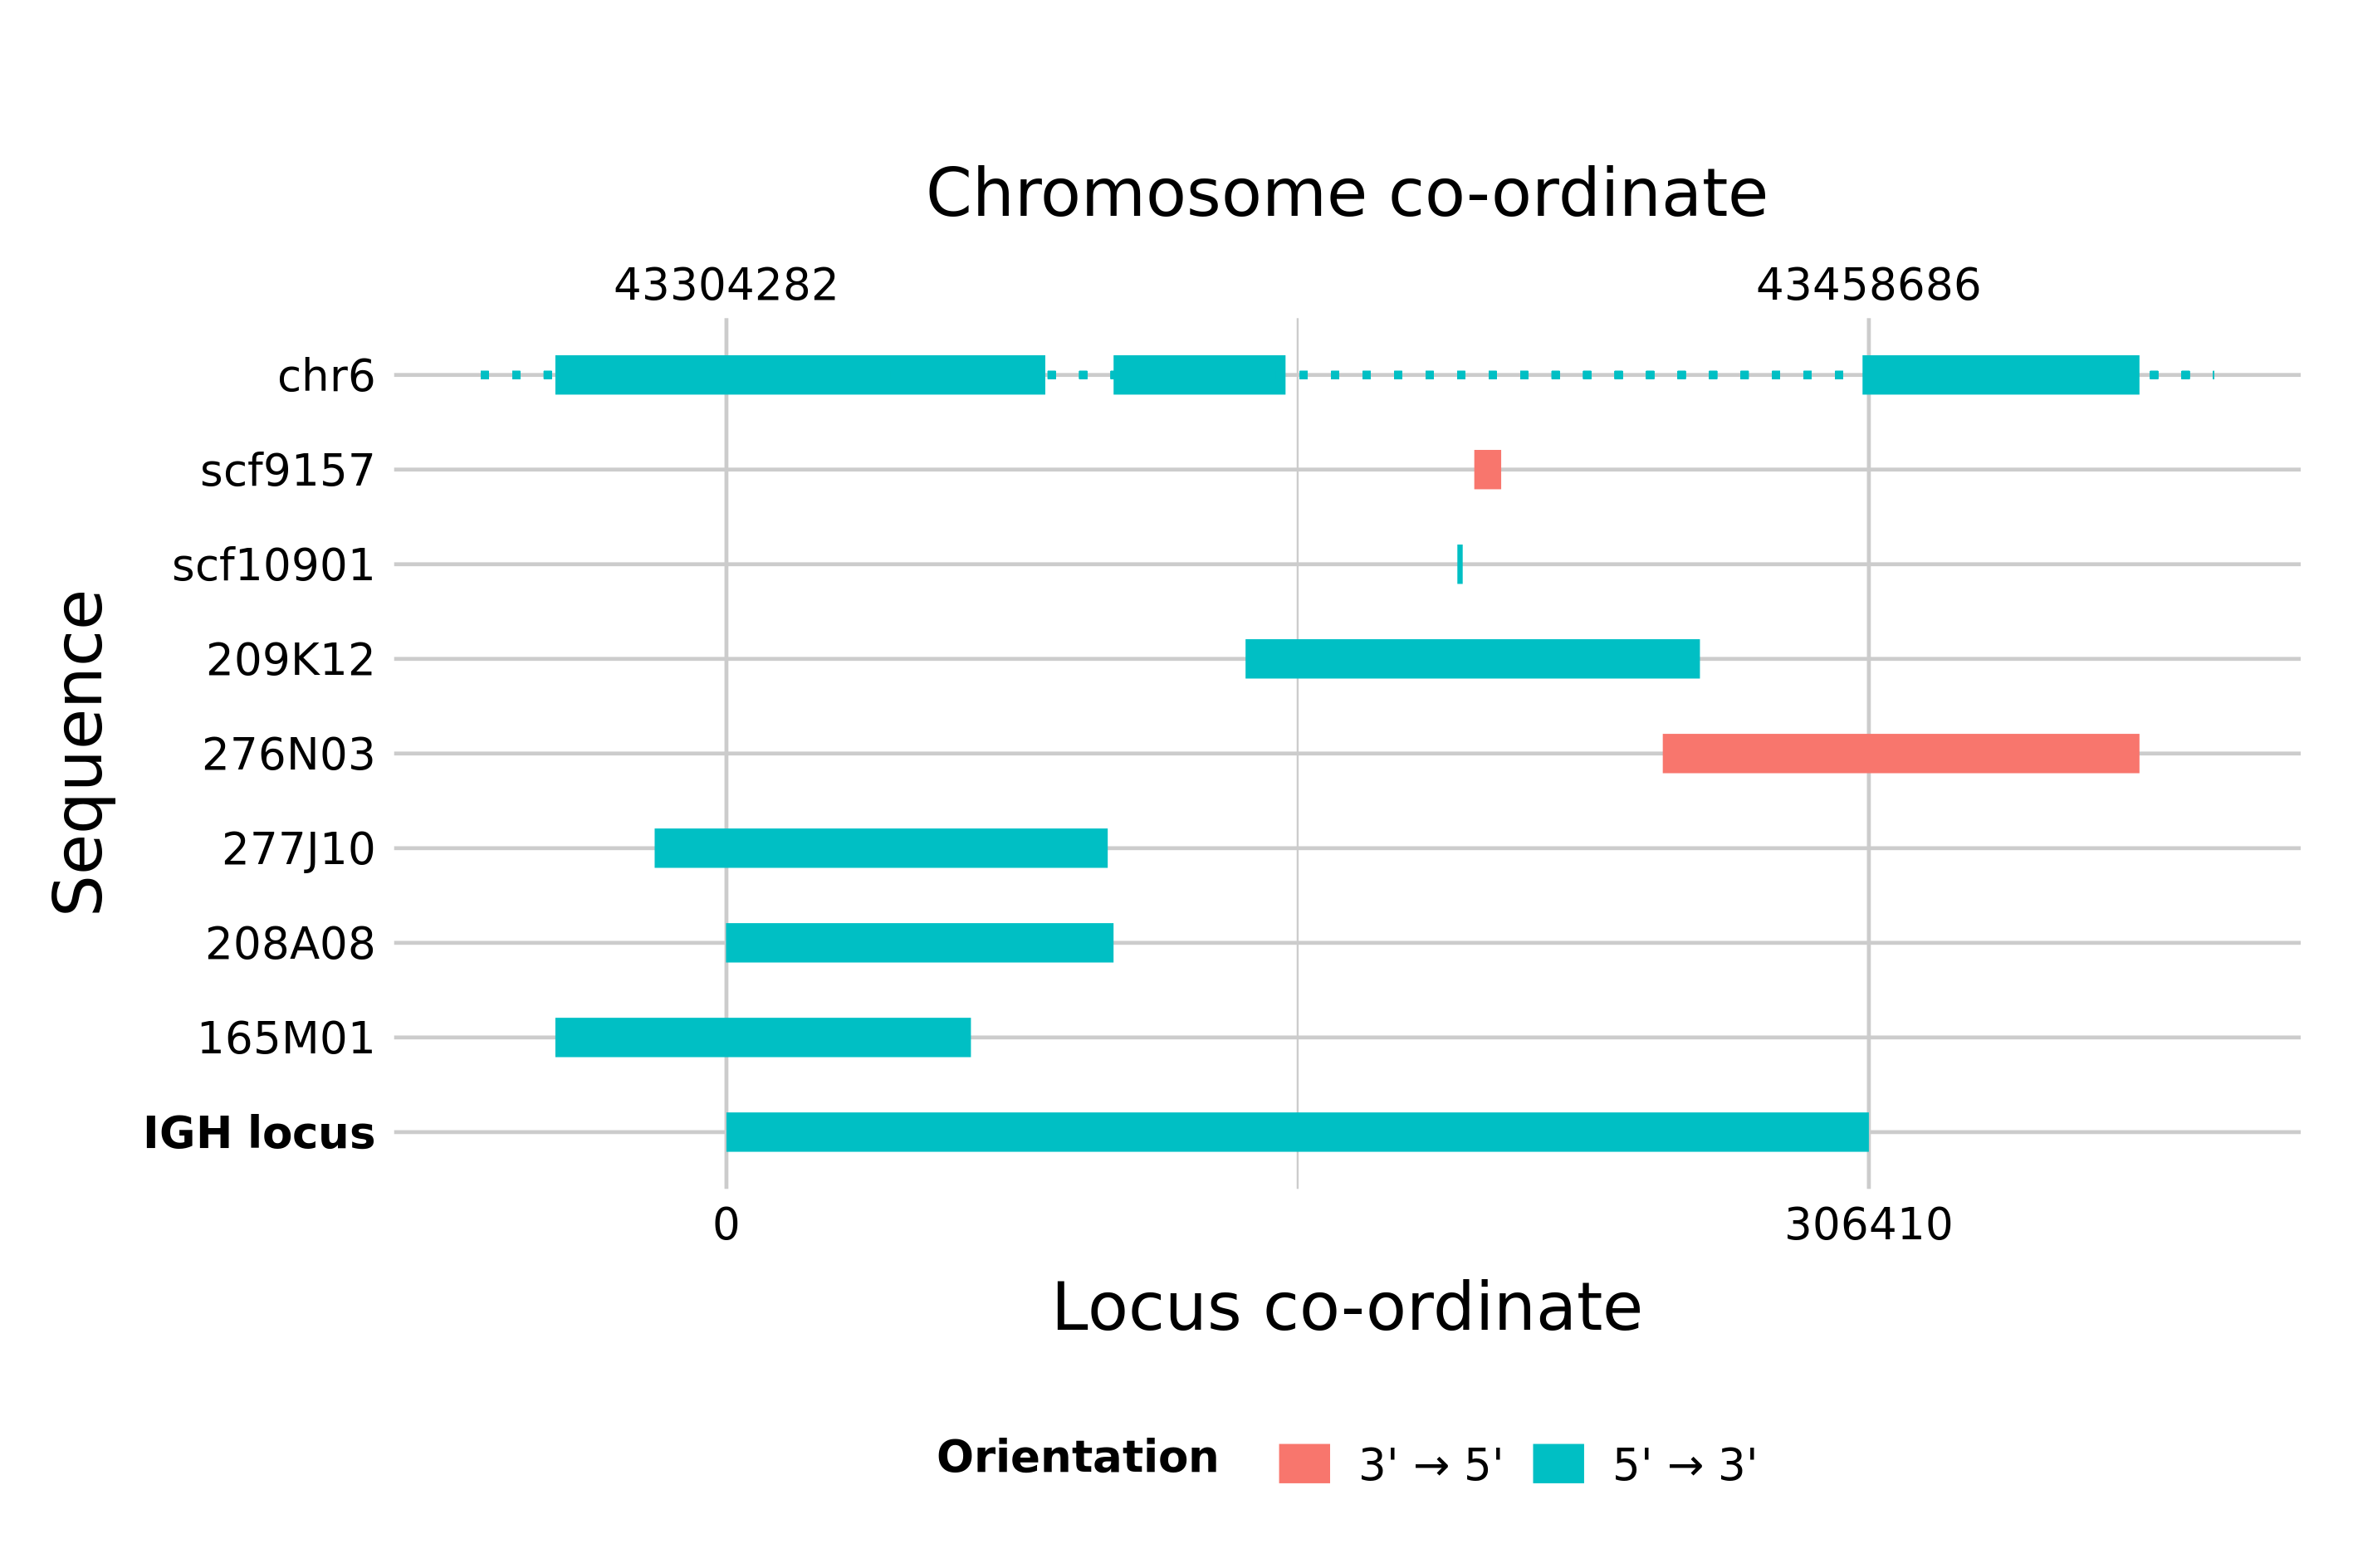 Chromosome co-ordinate
43304282 43458686
chr6
scf9157
scf10901
209K12
276N03
277J10
208A08
165M01
IGH locus
Sequence
0 306410
Locus co-ordinate
Orientation 3' → 5' 5' → 3'